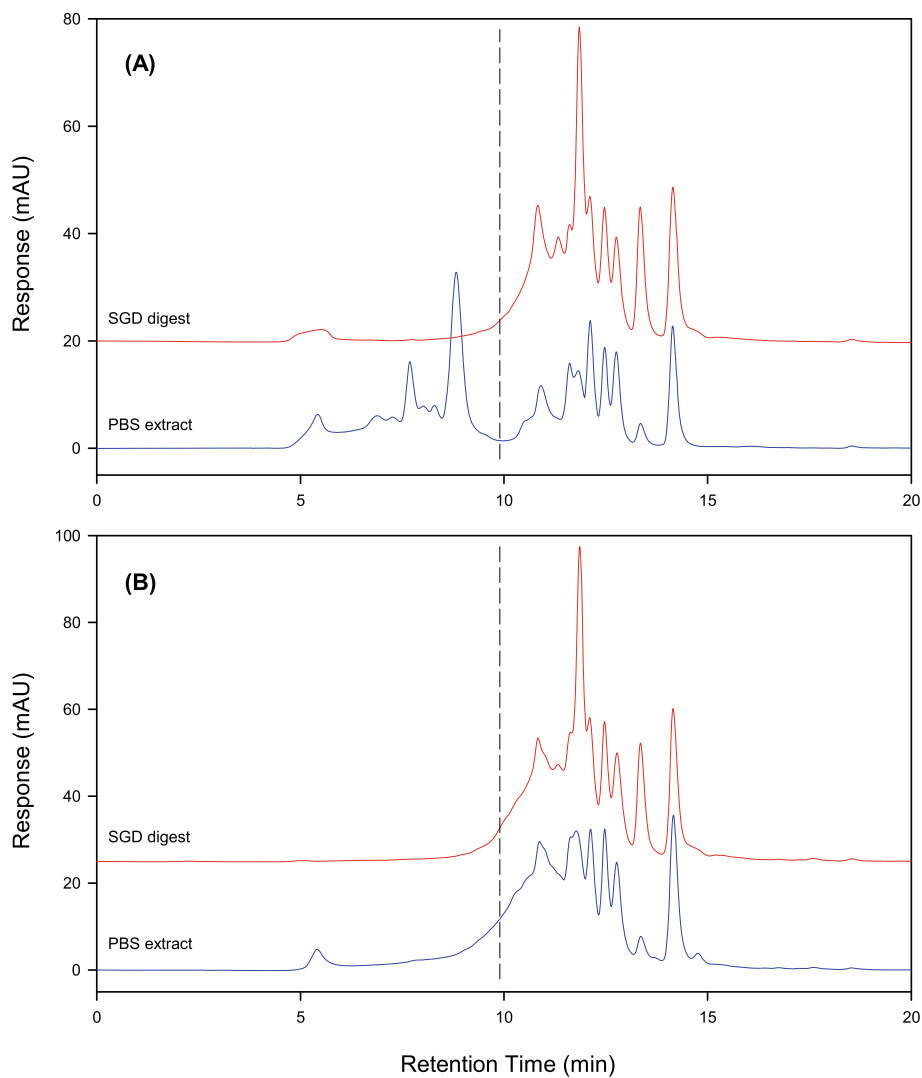 80
(A)
60
Response (mAU)
40
SGD digest
20
PBS extract
0
0 5 10 15 20
100
(B)
80
Response (mAU)
60
40
SGD digest
20
PBS extract
0
0 5 10 15 20
Retention Time (min)